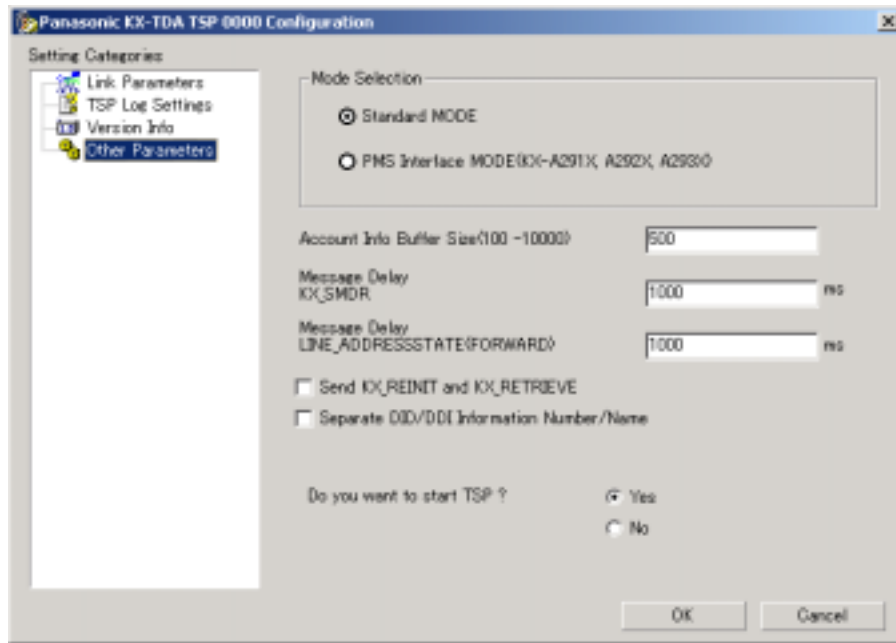 Panasonic KX-TDA TSP 0000 Configuration
Setting Categories
Link Parameters
TSP Log Settings
Version Info
Other Parameters
Mode Selection
Standard MODE
PMS Interface MODE(KX-A291X, A292X, A293X)
Account Info Buffer Size(100 -10000)
500
Message Delay
KX_SMDR
1000
ms
Message Delay
LINE_ADDRESSSTATE(FORWARD)
1000
ms
Send KX_REINIT and KX_RETRIEVE
Separate DID/DDI Information Number/Name
Do you want to start TSP ?
Yes
No
OK
Cancel